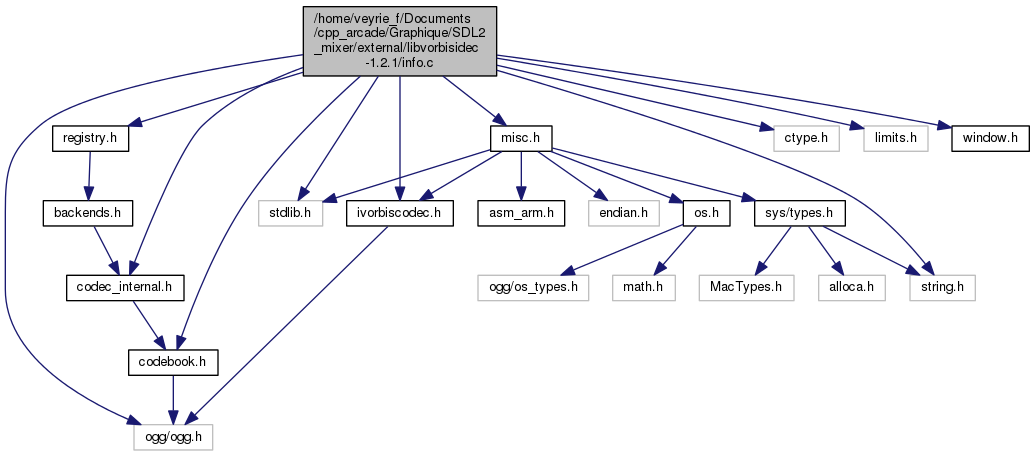 /home/veyrie_f/Documents
/cpp_arcade/Graphique/SDL2
_mixer/external/libvorbisidec
-1.2.1/info.c
registry.h
misc.h
ctype.h
limits.h
window.h
backends.h
stdlib.h
ivorbiscodec.h
asm_arm.h
endian.h
os.h
sys/types.h
codec_internal.h
ogg/os_types.h
math.h
MacTypes.h
alloca.h
string.h
codebook.h
ogg/ogg.h